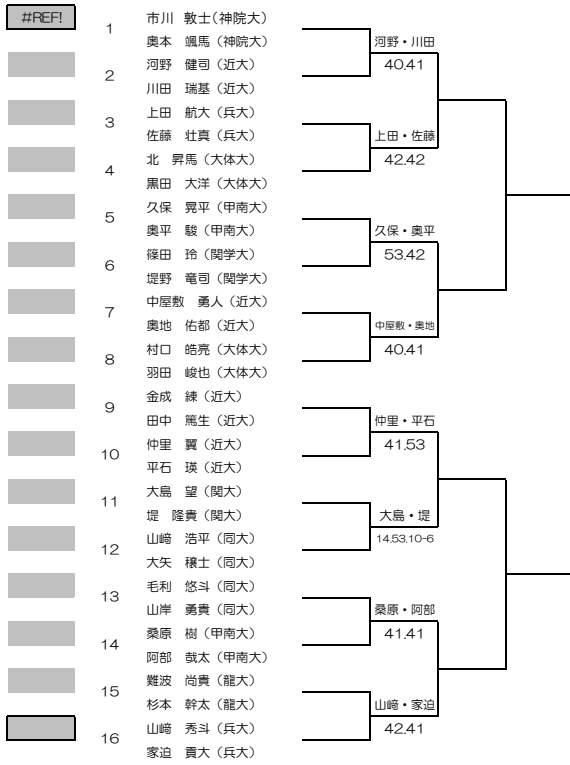 #REF!
1
市川 敦士(神院大)
奥本 颯馬(神院大)
河野・川田
40.41
2
河野 健司(近大)
川田 瑞基(近大)
3
上田 航大(兵大)
佐藤 壮真(兵大)
上田・佐藤
42.42
4
北 昇馬(大体大)
黒田 大洋(大体大)
5
久保 晃平(甲南大)
奥平 駿(甲南大)
久保・奥平
53.42
6
篠田 玲(関学大)
堤野 竜司(関学大)
7
中屋敷 勇人(近大)
奥地 佑都(近大)
中屋敷・奥地
40.41
8
村口 皓亮(大体大)
羽田 峻也(大体大)
9
金成 練(近大)
田中 篤生(近大)
仲里・平石
41.53
10
仲里 翼(近大)
平石 瑛(近大)
11
大島 望(関大)
堤 隆貴(関大)
大島・堤
14.53.10-6
12
山﨑 浩平(同大)
大矢 穣士(同大)
13
毛利 悠斗(同大)
山岸 勇貴(同大)
桑原・阿部
41.41
14
桑原 樹(甲南大)
阿部 哉太(甲南大)
15
難波 尚貴(龍大)
杉本 幹太(龍大)
山﨑・家迫
42.41
16
山﨑 秀斗(兵大)
家迫 貢大(兵大)